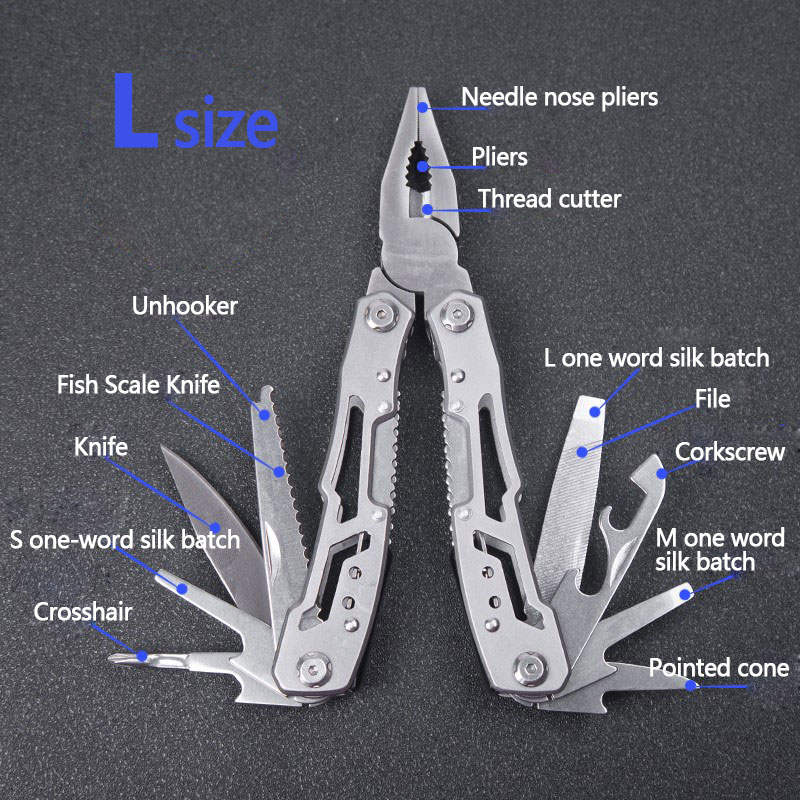 L size
Needle nose pliers
Pliers
Thread cutter
Unhooker
L one word silk batch
Fish Scale Knife
File
Knife
Corkscrew
S one-word silk batch
M one word
silk batch
Crosshair
Pointed cone